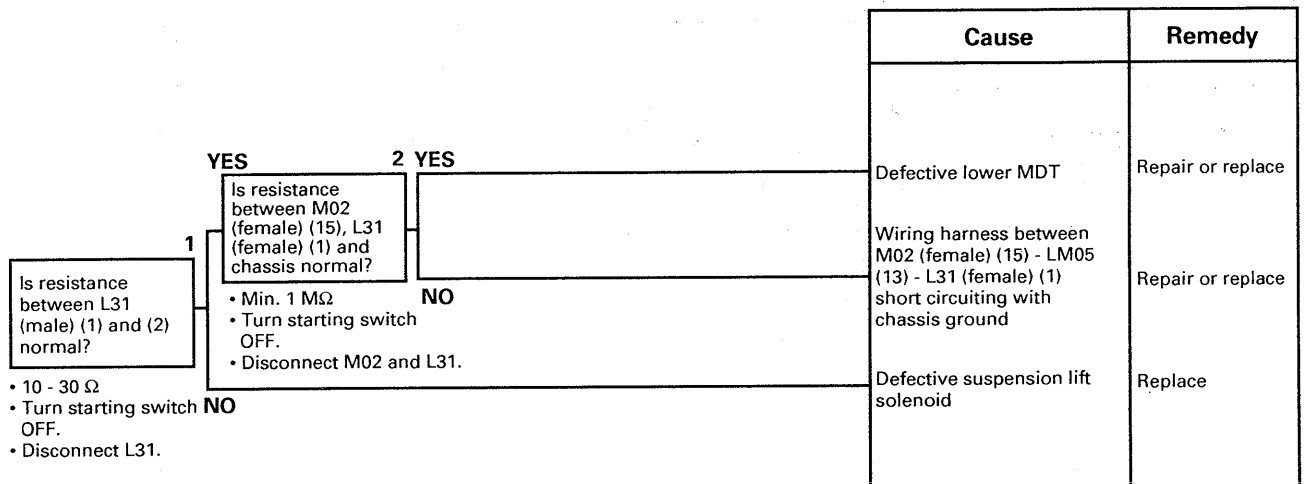 Cause
Remedy
YES
2 YES
Is resistance
between M02
(female) (15), L31
(female) (1) and
chassis normal?
Defective lower MDT
Repair or replace
1
Is resistance
between L31
(male) (1) and (2)
normal?
• Min. 1 MΩ
• Turn starting switch
OFF.
• Disconnect M02 and L31.
NO
Wiring harness between
M02 (female) (15) - LM05
(13) - L31 (female) (1)
short circuiting with
chassis ground
Repair or replace
• 10 - 30 Ω
• Turn starting switch
OFF.
• Disconnect L31.
NO
Defective suspension lift
solenoid
Replace